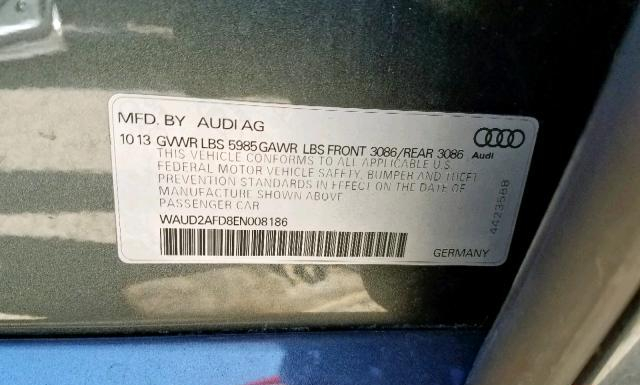 MFD. BY AUDI AG
10 13 GVWR LBS 5985 GAWR LBS FRONT 3086/REAR 3086
Audi
THIS VEHICLE CONFORMS TO ALL APPLICABLE U.S.
FEDERAL MOTOR VEHICLE SAFETY, BUMPER AND THEFT
PREVENTION STANDARDS IN EFFECT ON THE DATE OF
MANUFACTURE SHOWN ABOVE
PASSENGER CAR
WAUD2AFD8EN008186
GERMANY
4423568